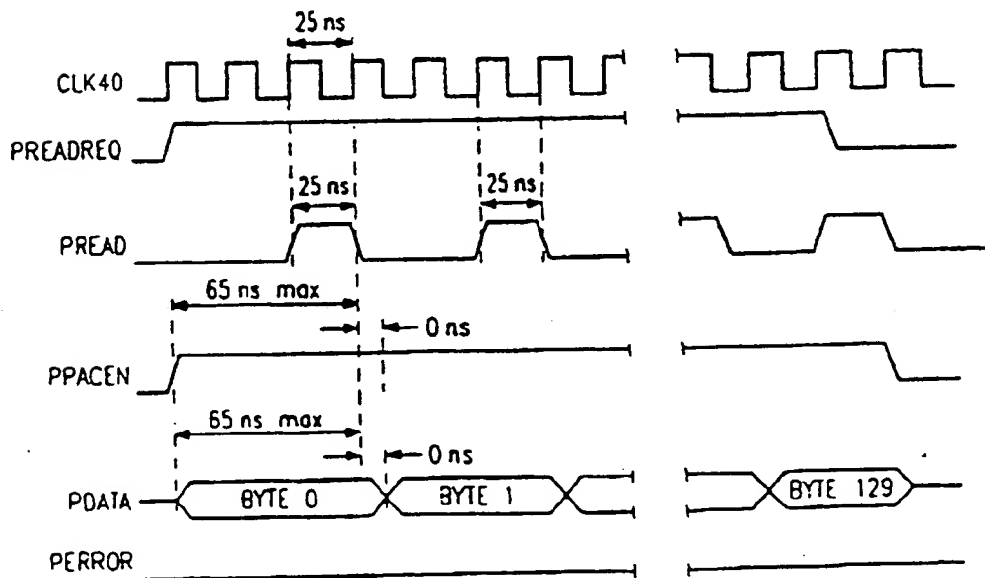 25 ns
CLK40
PREADREQ
25 ns
25 ns
PREAD
65 ns max
0 ns
PPACEN
65 ns max
0 ns
PDATA
BYTE 0
BYTE 1
BYTE 129
PERROR